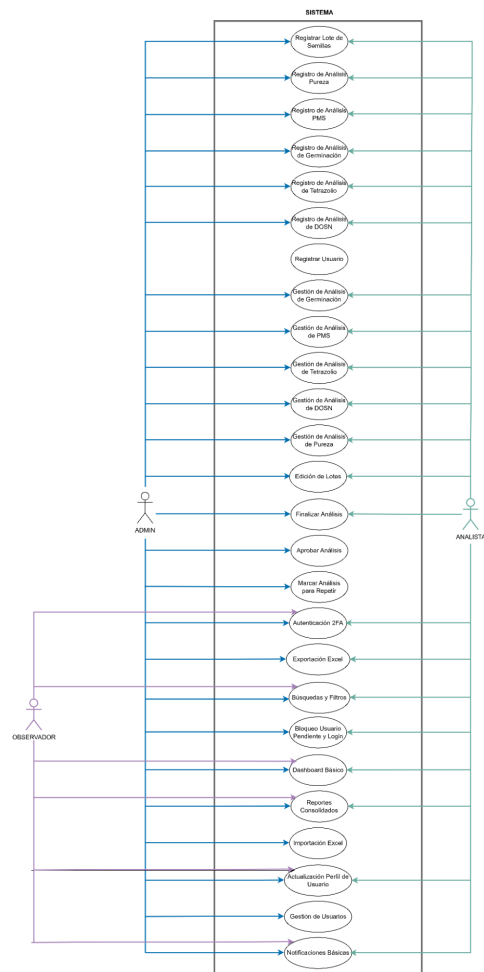 SISTEMA
Registrar Lote de
Semillas
Registro de Análisis
Pureza
Registro de Análisis
PMS
Registro de Análisis
de Germinación
Registro de Análisis
de Tetrazolio
Registro de Análisis
de DOSN
Registrar Usuario
Gestión de Análisis
de Germinación
Gestión de Análisis
de PMS
Gestión de Análisis
de Tetrazolio
Gestión de Análisis
de DOSN
Gestión de Análisis
de Pureza
Edición de Lotes
Finalizar Análisis
ADMIN
ANALISTA
Aprobar Análisis
Marcar Análisis
para Repetir
Autenticación 2FA
Exportación Excel
Búsquedas y Filtros
OBSERVADOR
Bloqueo Usuario
Pendiente y Login
Dashboard Básico
Reportes
Consolidados
Importación Excel
Actualización Perfil de
Usuario
Gestión de Usuarios
Notificaciones Básicas